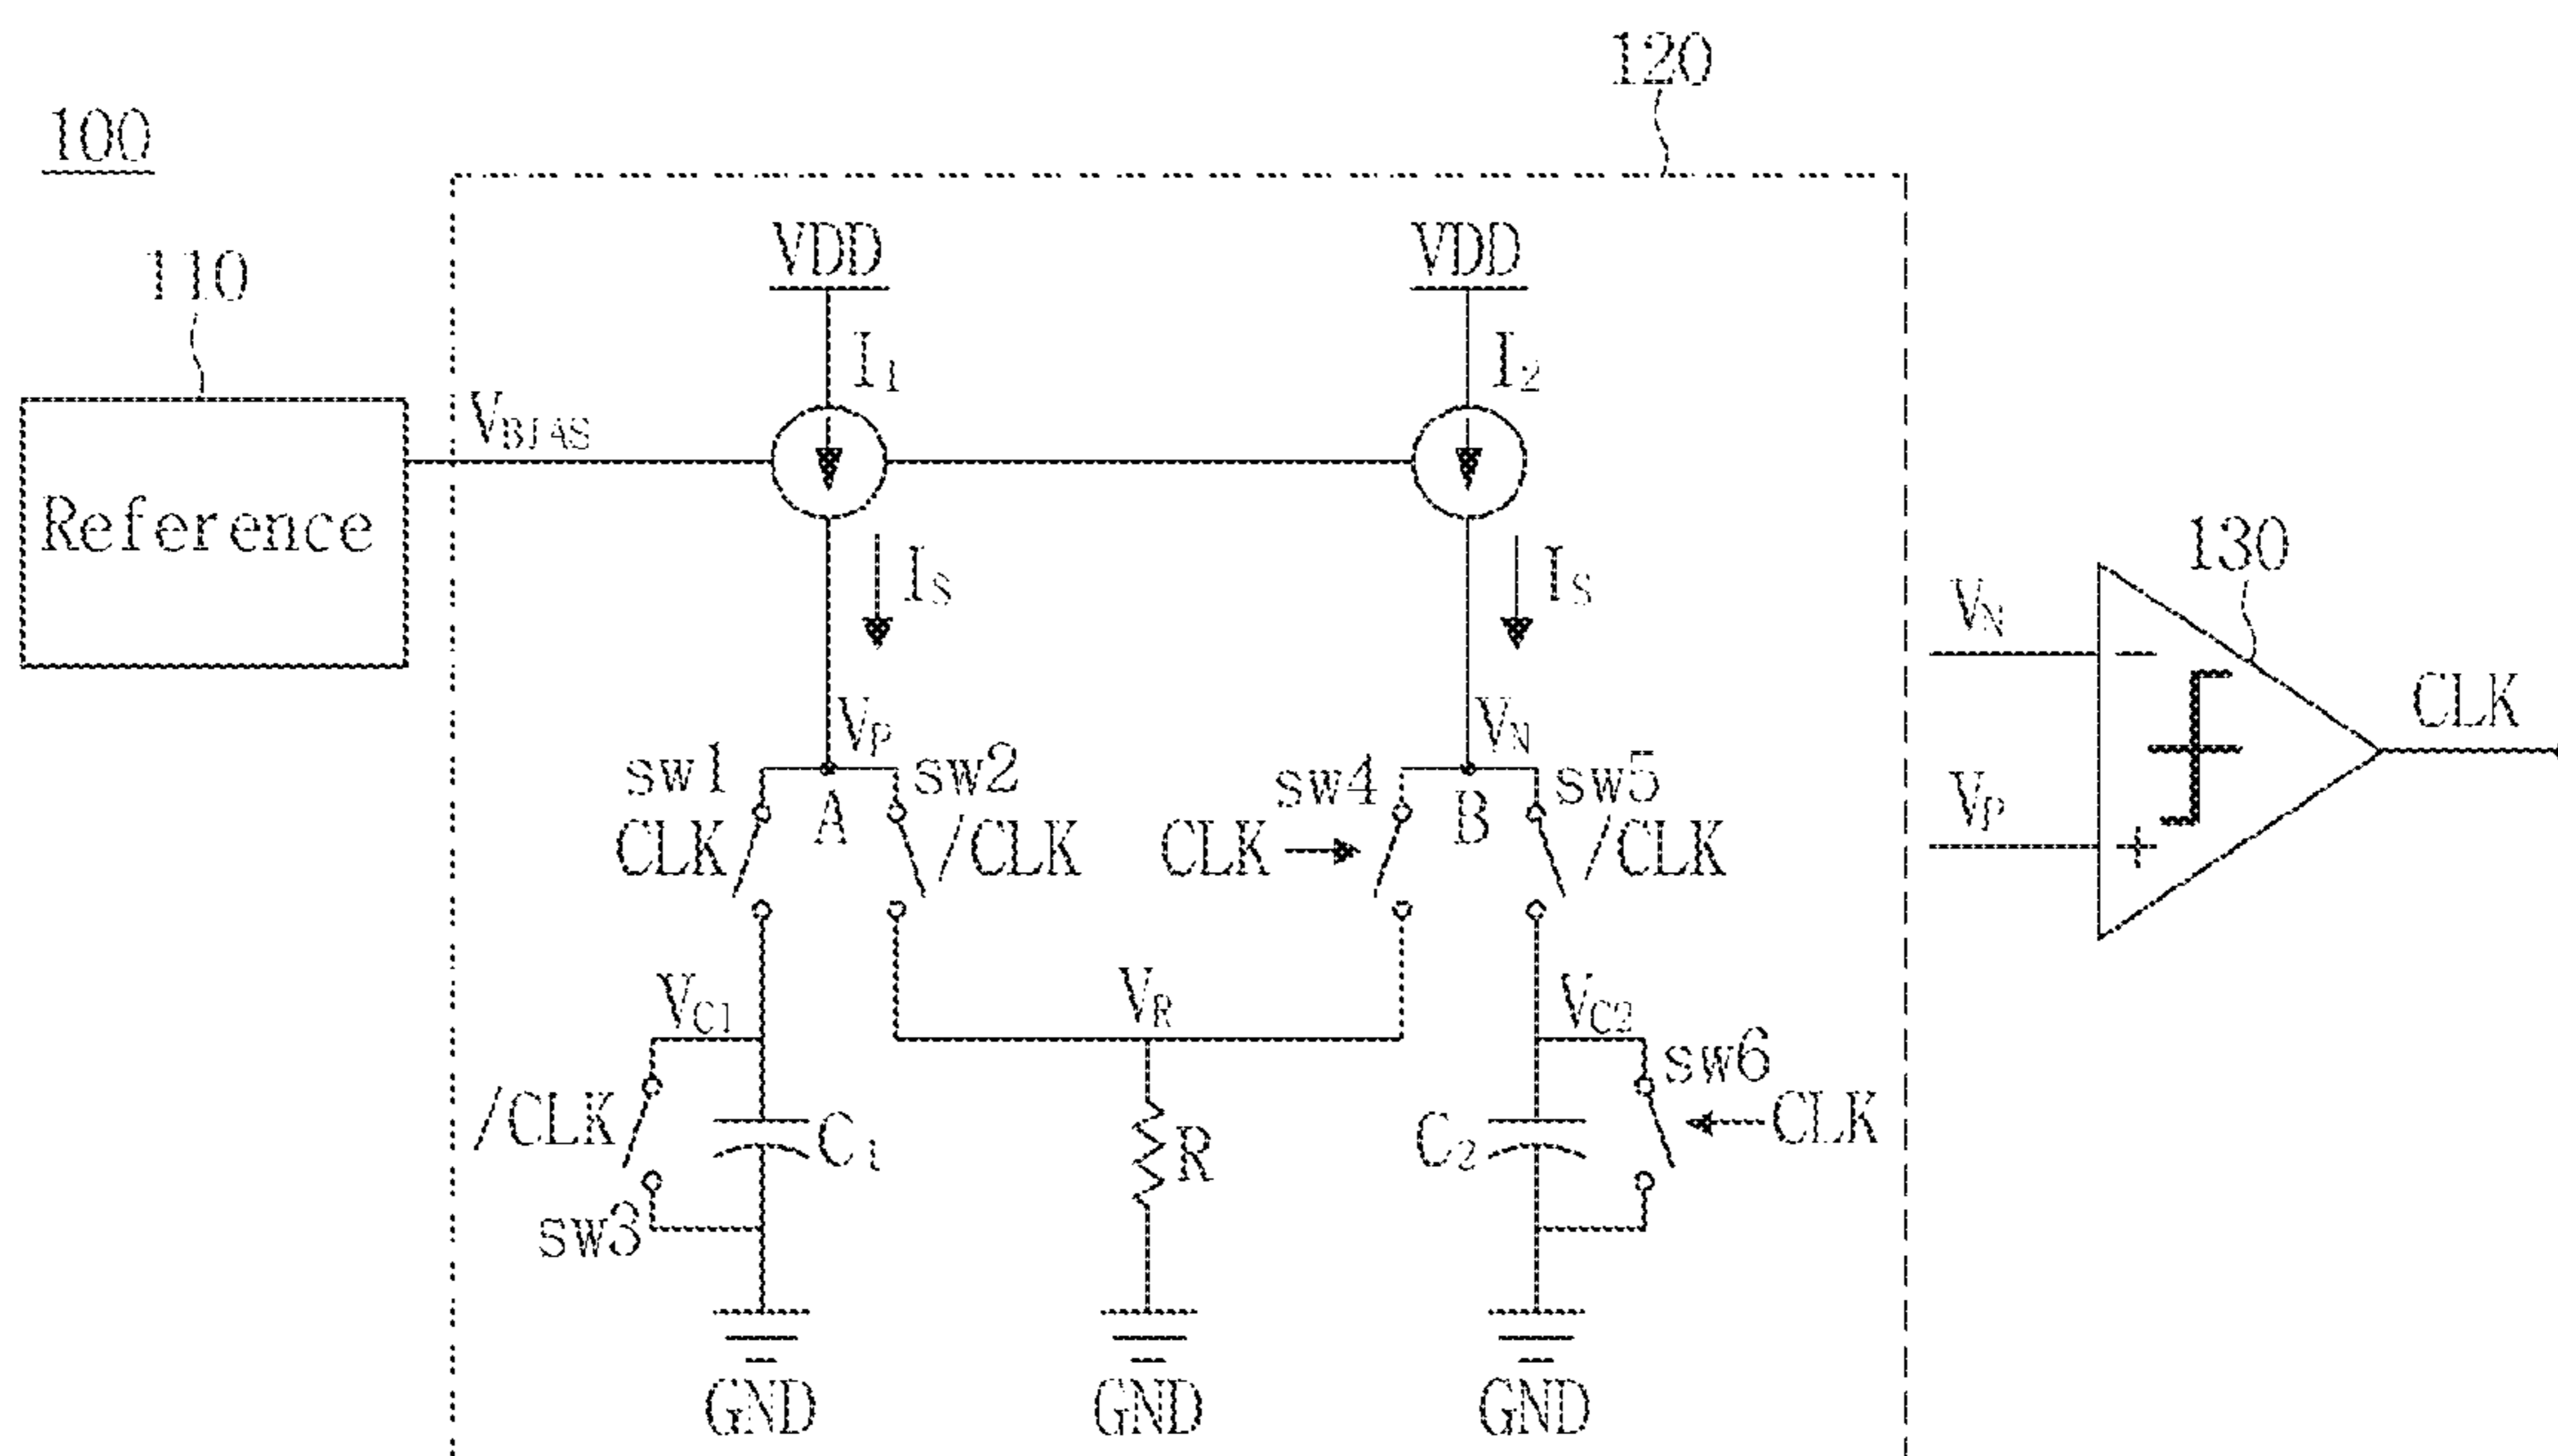 120
100
110
VDD VDD
I1 I2
VBIAS
Reference
IS IS
130
VN
CLK
VP VN
VP
sw1 sw2 sw4 sw5
CLK A /CLK CLK B /CLK
VC1 VR VC2
sw6
/CLK C1 R C2 CLK
sw3
GND GND GND